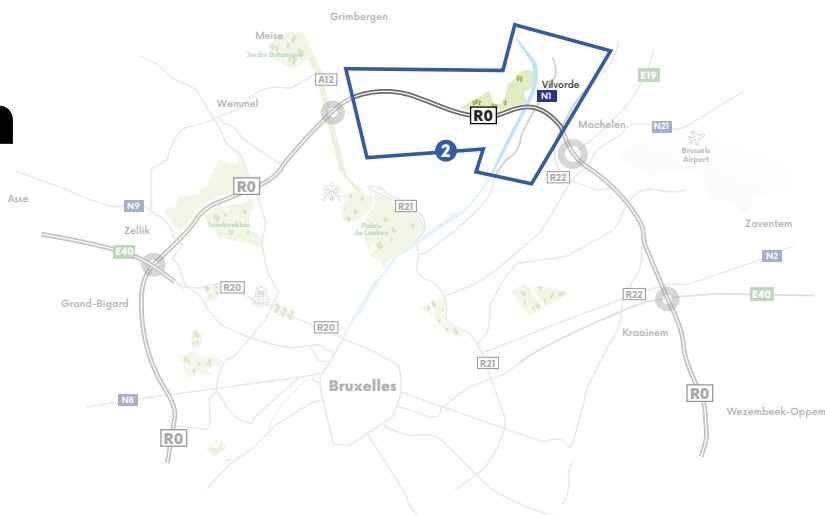 Grimbergen
Meise
Jardin Botanique
A12
Vilvorde
N1
E19
Wemmel
R0
Machelen
N21
Brussels
Airport
2
R22
R0
Asse
N9
R21
Laarbeekbos
Palais
de Laeken
Zaventem
Zellik
E40
N2
R20
R22
E40
Grand-Bigard
R20
Kraainem
R21
Bruxelles
N8
R0
Wezembeek-Oppem
R0